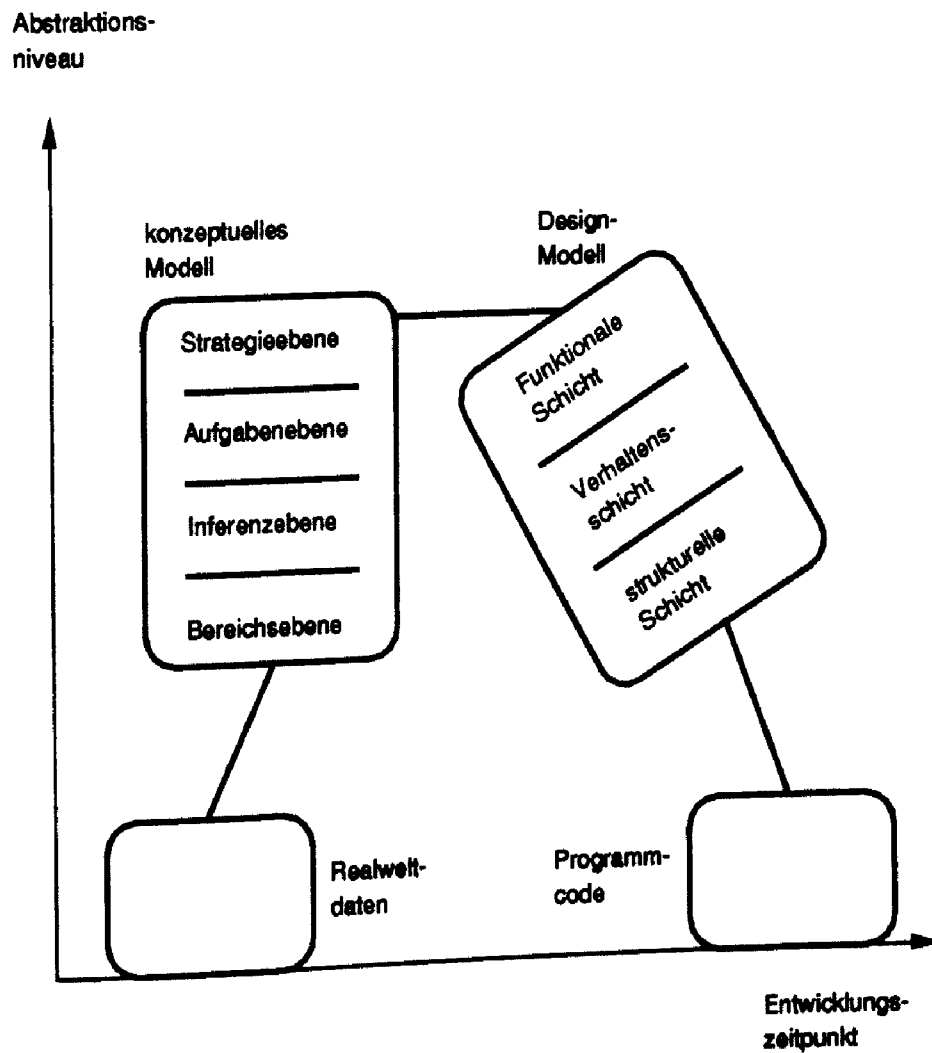 Abstraktions-
niveau
konzeptuelles
Modell
Design-
Modell
Strategieebene
Aufgabenebene
Inferenzebene
Bereichsebene
Funktionale
Schicht
Verhaltens-
schicht
strukturelle
Schicht
Realwelt-
daten
Programm-
code
Entwicklungs-
zeitpunkt